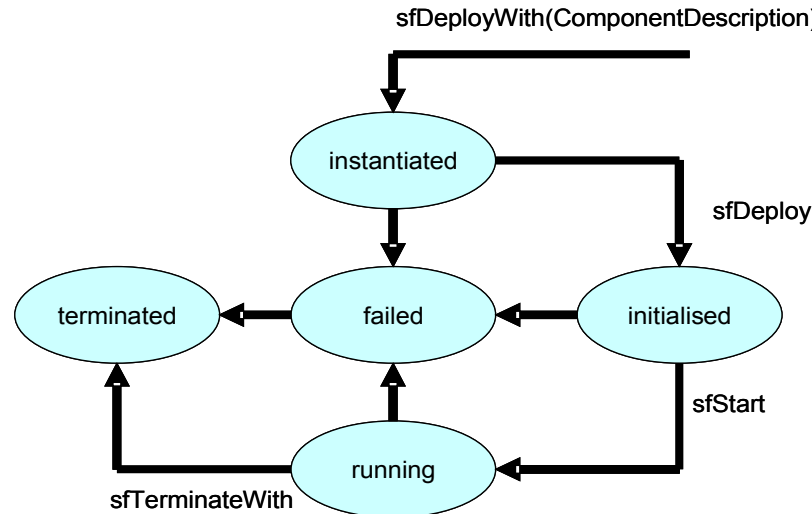 sfDeployWith(ComponentDescription)
instantiated
sfDeploy
terminated
failed
initialised
sfStart
running
sfTerminateWith